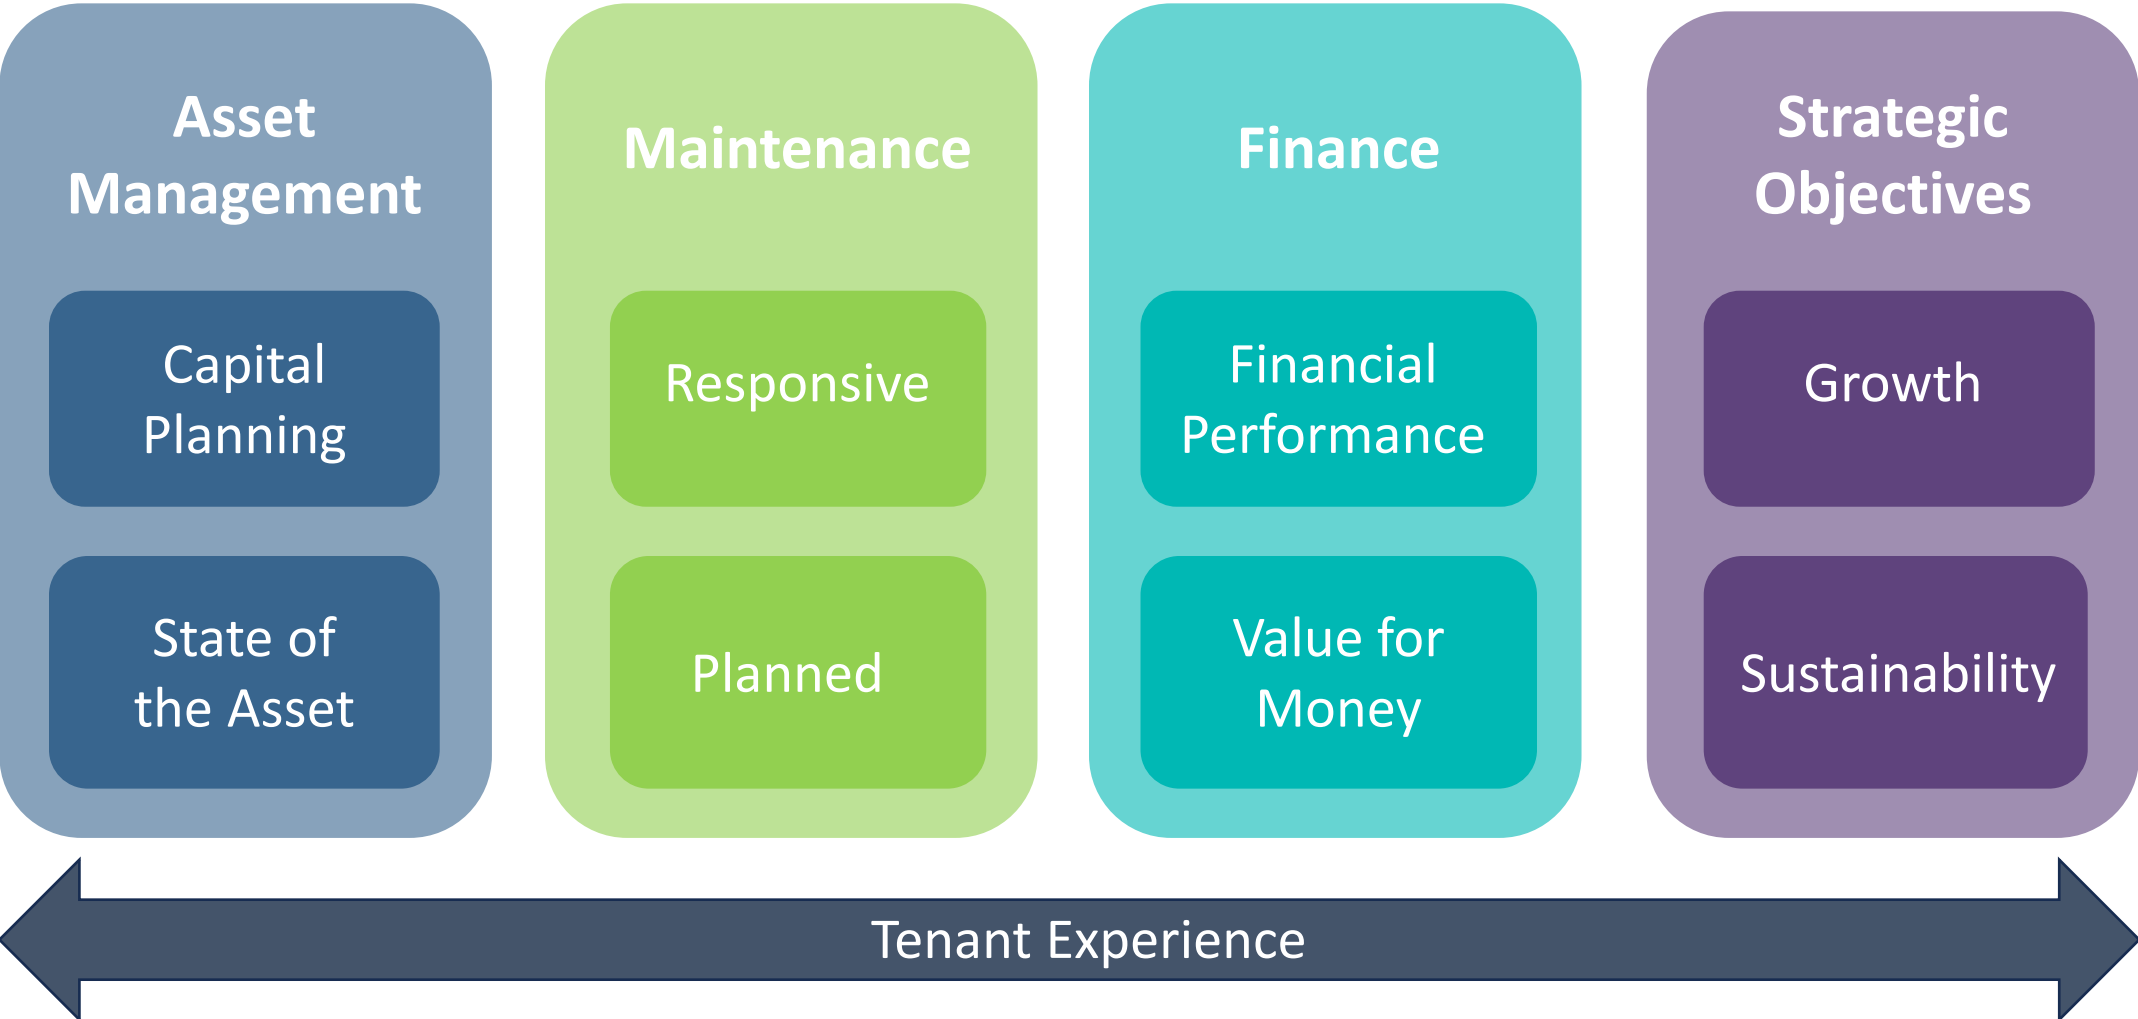 Asset
Management
Capital
Planning
State of
the Asset
Maintenance
Responsive
Planned
Finance
Financial
Performance
Value for
Money
Strategic
Objectives
Growth
Sustainability
Tenant Experience